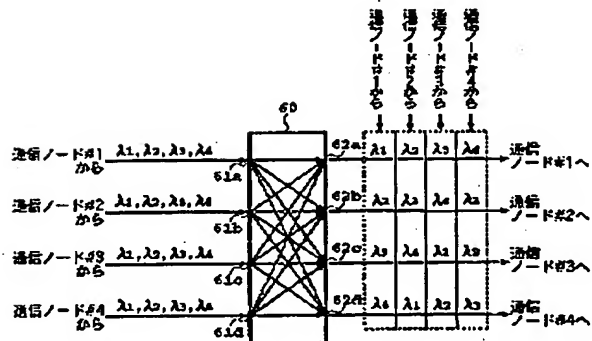 通信ノード#1から
通信ノード#2から
通信ノード#3から
通信ノード#4から
60
通信ノード#1
から
λ1, λ2, λ3, λ4
61a
62a
λ1 λ2 λ3 λ4
通信
ノード#1へ
通信ノード#2
から
λ1, λ2, λ3, λ4
61b
62b
λ2 λ3 λ4
通信
ノード#2へ
通信ノード#3
から
λ1, λ2, λ3, λ4
61c
62c
λ3 λ4 λ1
通信
ノード#3へ
通信ノード#4
から
λ1, λ2, λ3, λ4
61d
62d
λ4 λ1 λ2 λ3
通信
ノード#4へ